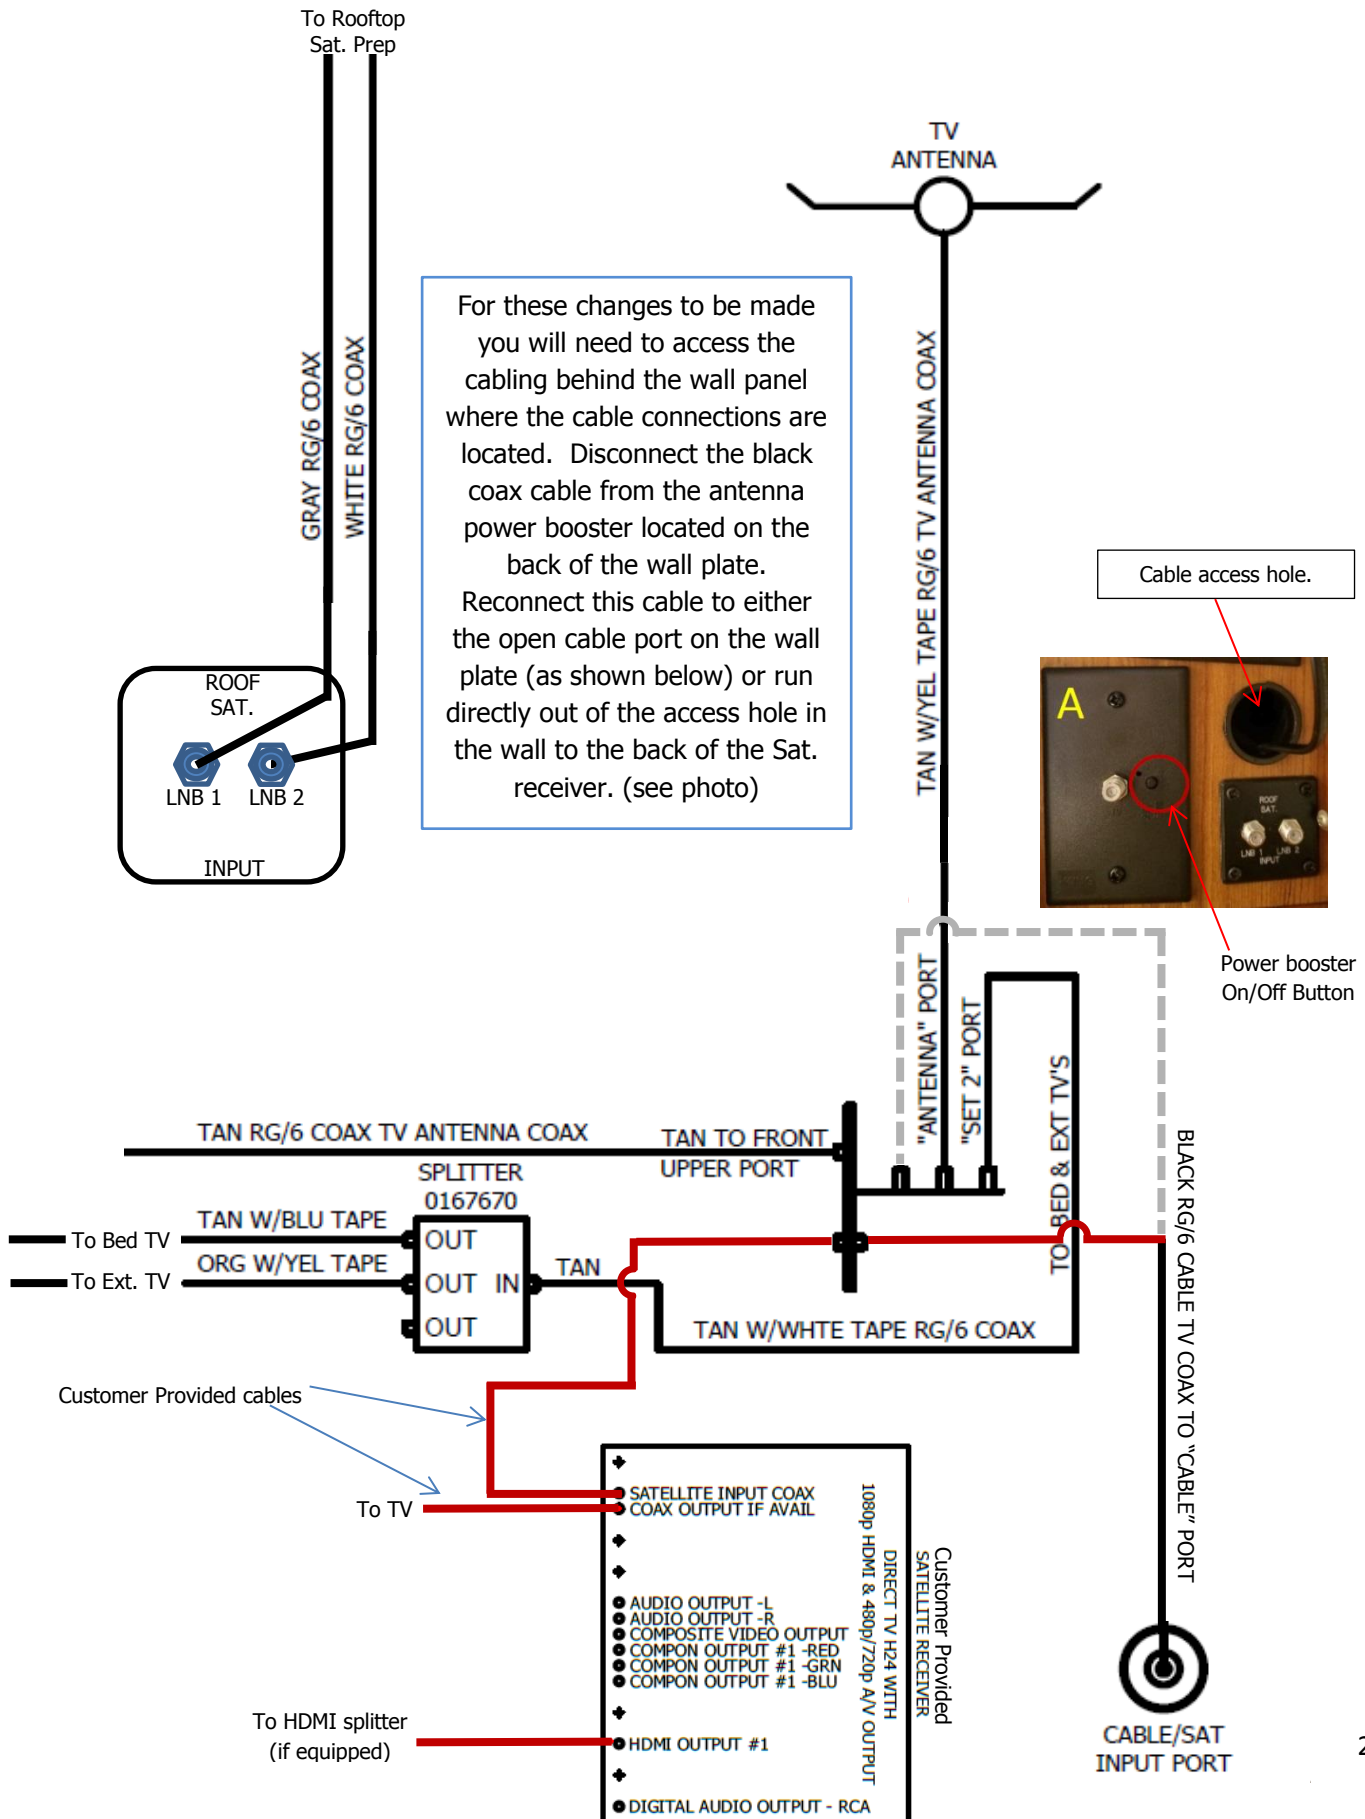 To Rooftop
Sat. Prep
TV
ANTENNA
GRAY RG/6 COAX
WHITE RG/6 COAX
For these changes to be made
you will need to access the
cabling behind the wall panel
where the cable connections are
located.  Disconnect the black
coax cable from the antenna
power booster located on the
back of the wall plate.
Reconnect this cable to either
the open cable port on the wall
plate (as shown below) or run
directly out of the access hole in
the wall to the back of the Sat.
receiver. (see photo)
TAN W/YEL TAPE RG/6 TV ANTENNA COAX
Cable access hole.
A
ROOF
SAT.
LNB 1 LNB 2
INPUT
Power booster
On/Off Button
ROOF
SAT.
LNB 1 LNB 2
INPUT
"ANTENNA" PORT
"SET 2" PORT
TO BED & EXT TV'S
BLACK RG/6 CABLE TV COAX TO "CABLE" PORT
TAN RG/6 COAX TV ANTENNA COAX
TAN TO FRONT
UPPER PORT
SPLITTER
0167670
TAN W/BLU TAPE
To Bed TV
OUT
ORG W/YEL TAPE
To Ext. TV
OUT IN
TAN
OUT
TAN W/WHTE TAPE RG/6 COAX
Customer Provided cables
To TV
SATELLITE INPUT COAX
COAX OUTPUT IF AVAIL
AUDIO OUTPUT -L
AUDIO OUTPUT -R
COMPOSITE VIDEO OUTPUT
COMPON OUTPUT #1 -RED
COMPON OUTPUT #1 -GRN
COMPON OUTPUT #1 -BLU
To HDMI splitter
(if equipped)
HDMI OUTPUT #1
DIGITAL AUDIO OUTPUT - RCA
Customer Provided
SATELLITE RECEIVER
DIRECT TV H24 WITH
1080p HDMI & 480p/720p A/V OUTPUT
CABLE/SAT
INPUT PORT
2